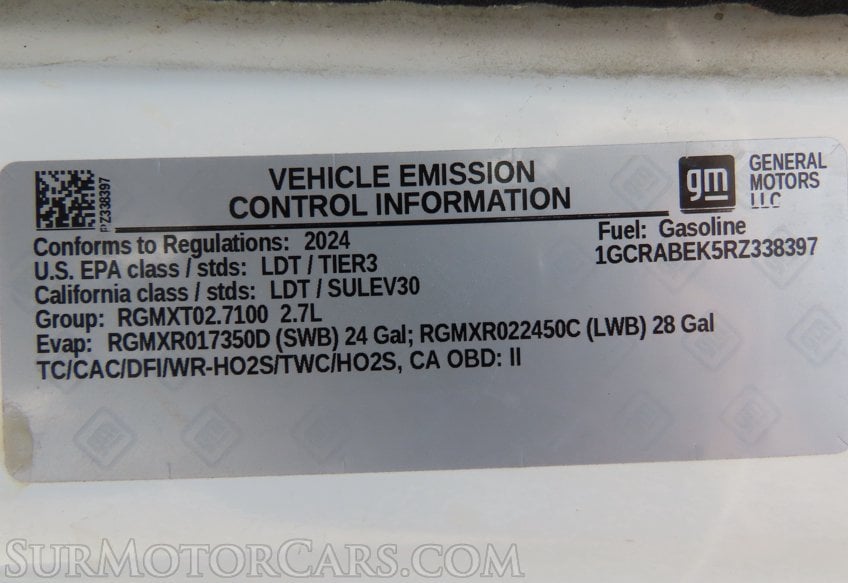 RZ338397
VEHICLE EMISSION
CONTROL INFORMATION
gm
GENERAL
MOTORS
LLC
Conforms to Regulations: 2024
Fuel: Gasoline
U.S. EPA class / stds: LDT / TIER3
1GCRABEK5RZ338397
California class / stds: LDT / SULEV30
Group: RGMXT02.7100 2.7L
Evap: RGMXR017350D (SWB) 24 Gal; RGMXR022450C (LWB) 28 Gal
TC/CAC/DFI/WR-HO2S/TWC/HO2S, CA OBD: II
SurMotorCars.com